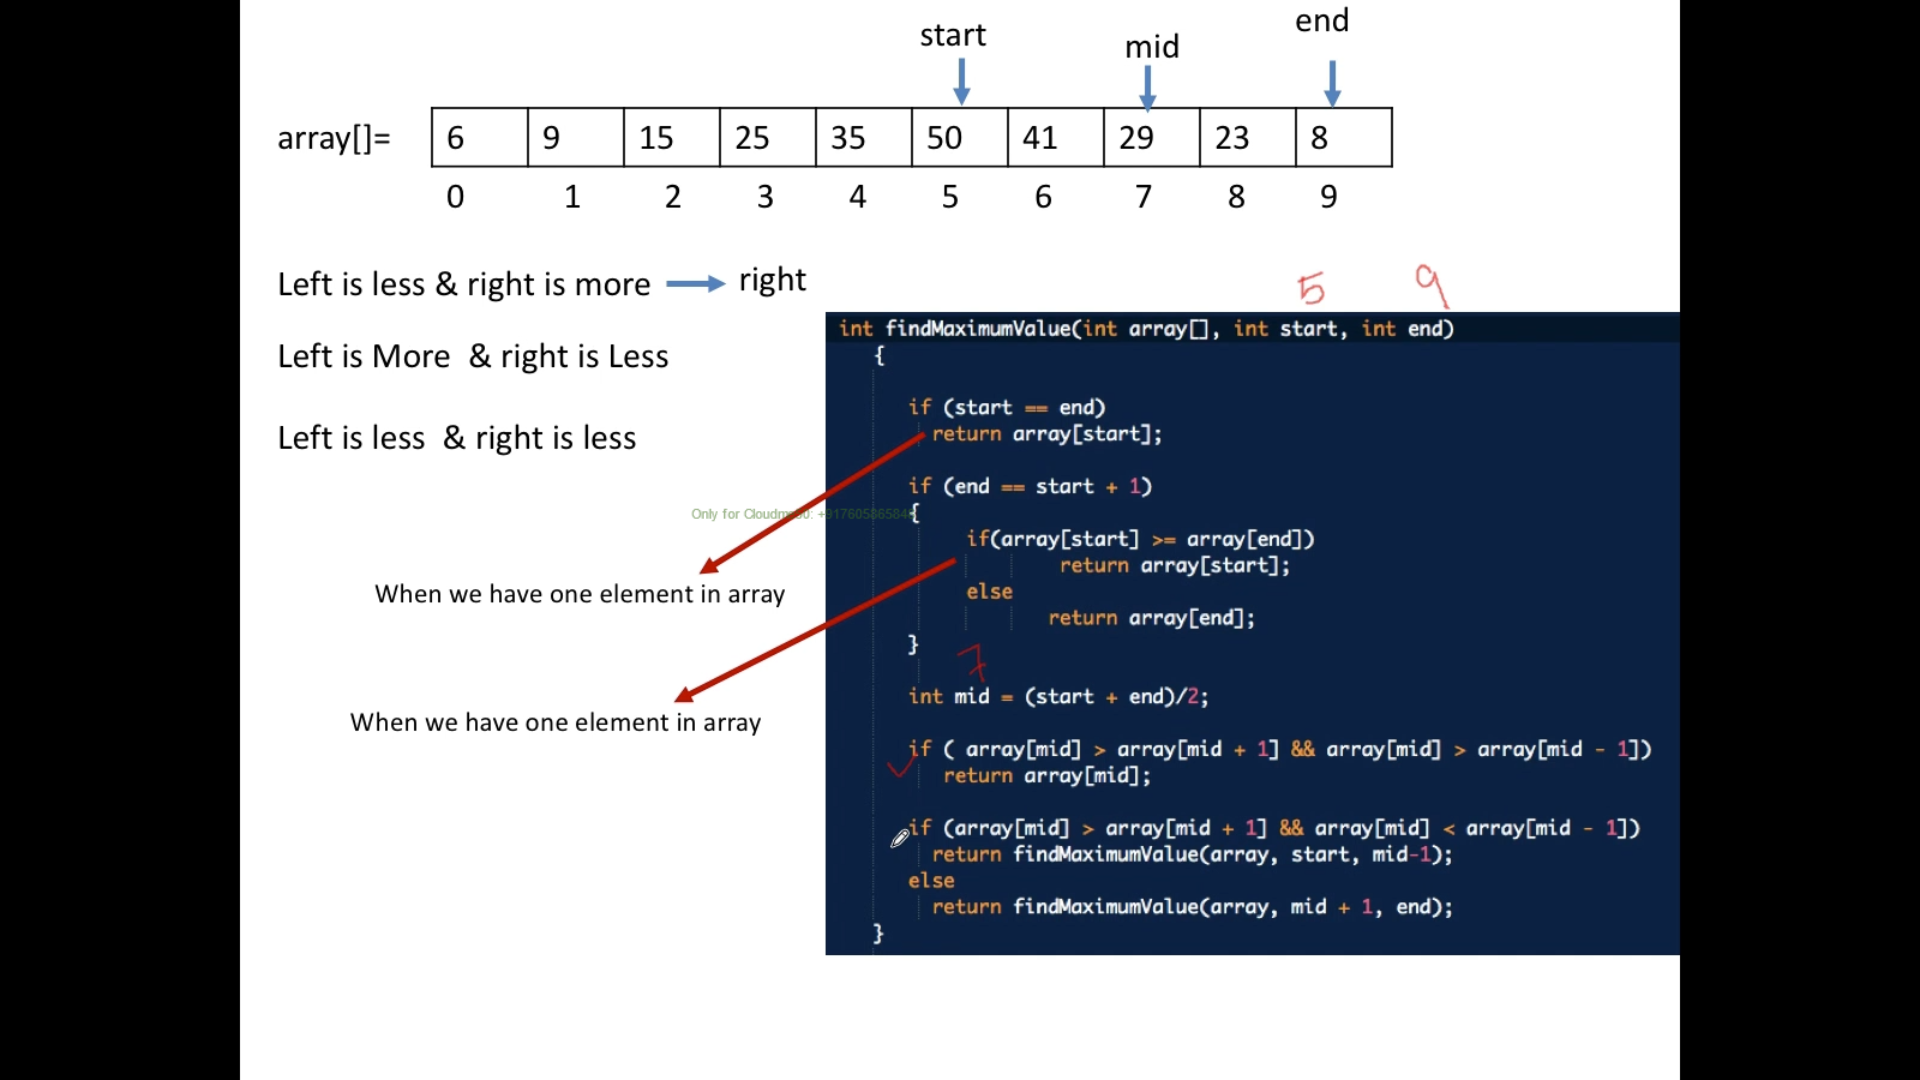 start
mid
end
array[]=
6 9 15 25 35 50 41 29 23 8
0 1 2 3 4 5 6 7 8 9
Left is less & right is more
right
Left is More & right is Less
Left is less & right is less
5 9
int findMaximumValue(int array[], int start, int end)
{
if (start == end)
return array[start];
if (end == start + 1)
{
if(array[start] >= array[end])
return array[start];
else
return array[end];
}
7
int mid = (start + end)/2;
if ( array[mid] > array[mid + 1] && array[mid] > array[mid - 1])
return array[mid];
if (array[mid] > array[mid + 1] && array[mid] < array[mid - 1])
return findMaximumValue(array, start, mid-1);
else
return findMaximumValue(array, mid + 1, end);
}
When we have one element in array
When we have one element in array